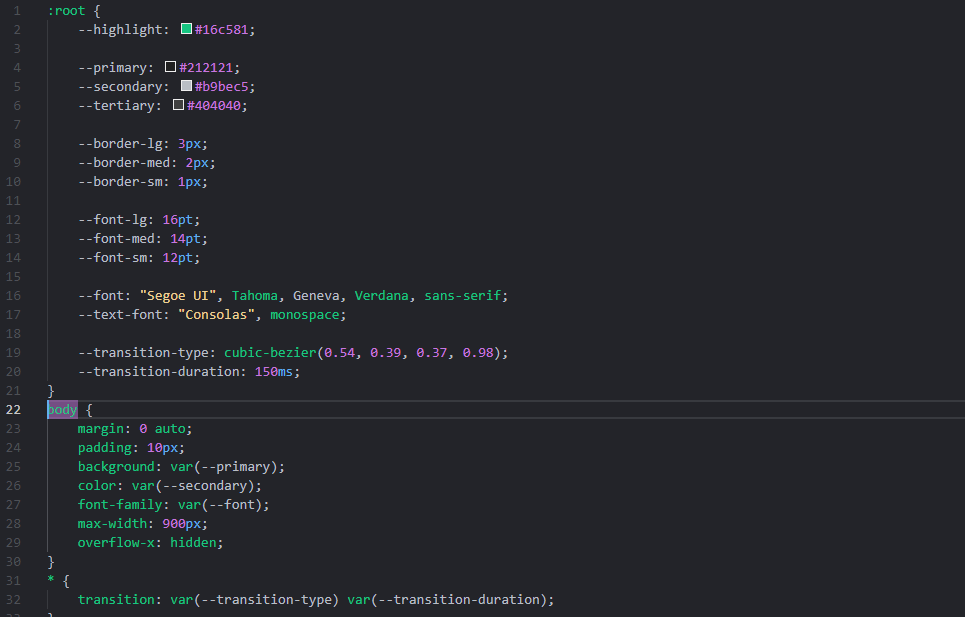 1 :root {
2 --highlight: #16c581;
3
4 --primary: #212121;
5 --secondary: #b9bec5;
6 --tertiary: #404040;
7
8 --border-lg: 3px;
9 --border-med: 2px;
10 --border-sm: 1px;
11
12 --font-lg: 16pt;
13 --font-med: 14pt;
14 --font-sm: 12pt;
15
16 --font: "Segoe UI", Tahoma, Geneva, Verdana, sans-serif;
17 --text-font: "Consolas", monospace;
18
19 --transition-type: cubic-bezier(0.54, 0.39, 0.37, 0.98);
20 --transition-duration: 150ms;
21 }
22 body {
23 margin: 0 auto;
24 padding: 10px;
25 background: var(--primary);
26 color: var(--secondary);
27 font-family: var(--font);
28 max-width: 900px;
29 overflow-x: hidden;
30 }
31 * {
32 transition: var(--transition-type) var(--transition-duration);